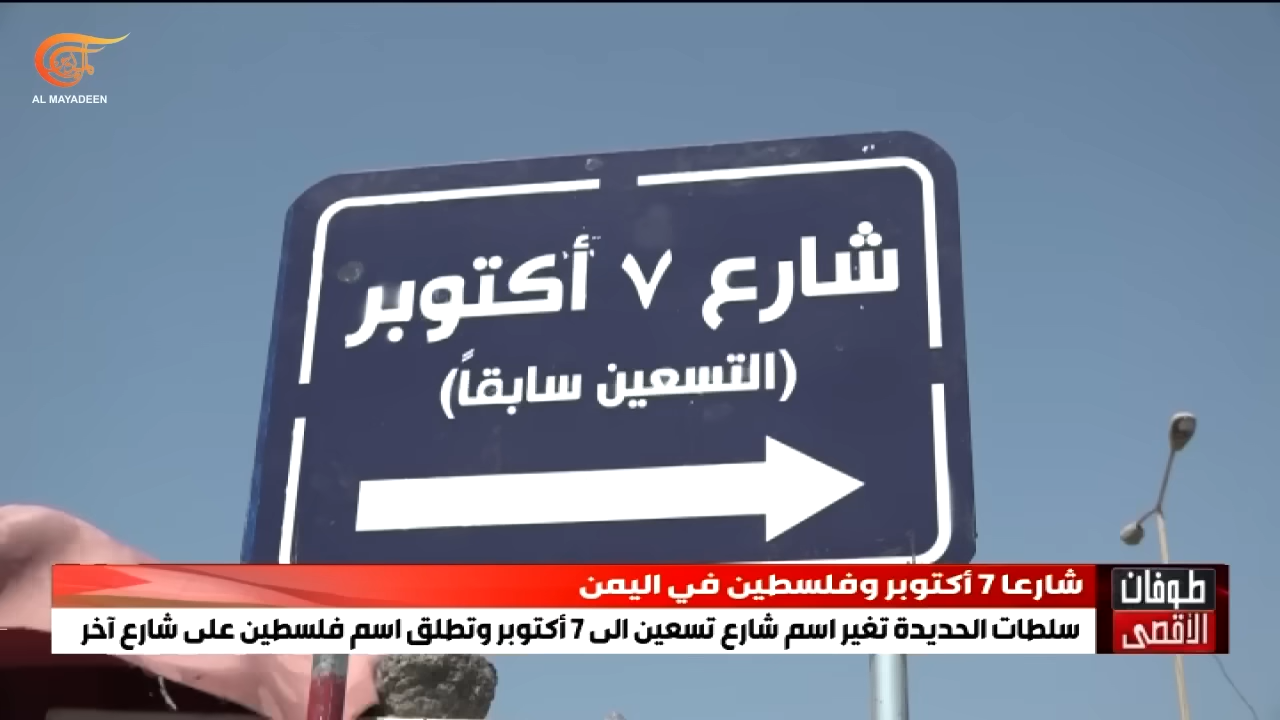 AL MAYADEEN
شارع ٧ أكتوبر
(التسعين سابقاً)
شارعا 7 أكتوبر وفلسطين في اليمن
سلطات الحديدة تغير اسم شارع تسعين الى 7 أكتوبر وتطلق اسم فلسطين على شارع آخر
طوفان
الأقصى